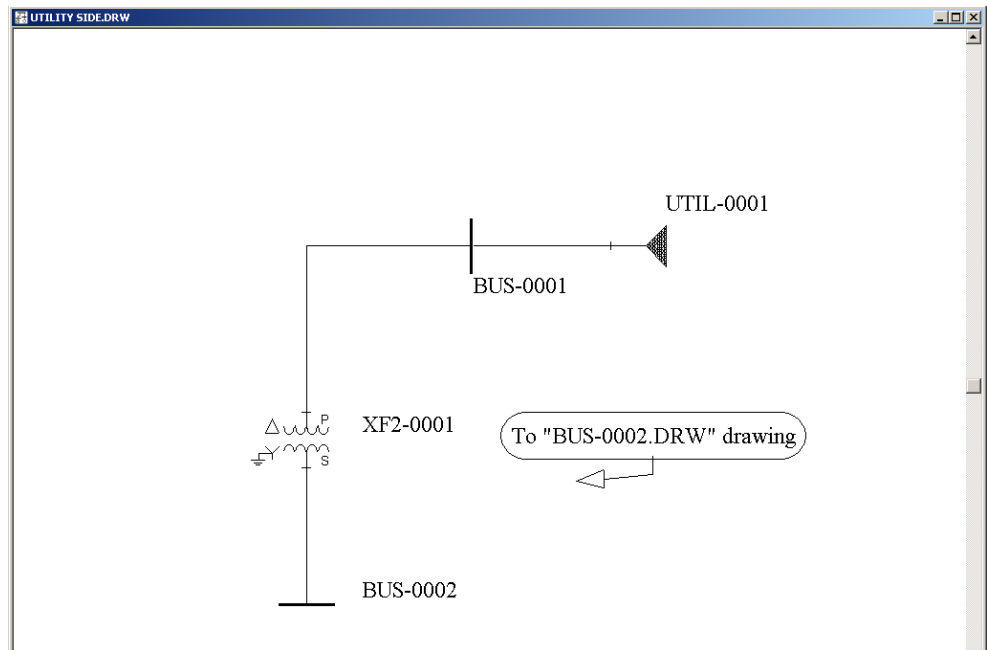 UTILITY SIDE.DRW
UTIL-0001
BUS-0001
P
XF2-0001
S
To "BUS-0002.DRW" drawing
BUS-0002